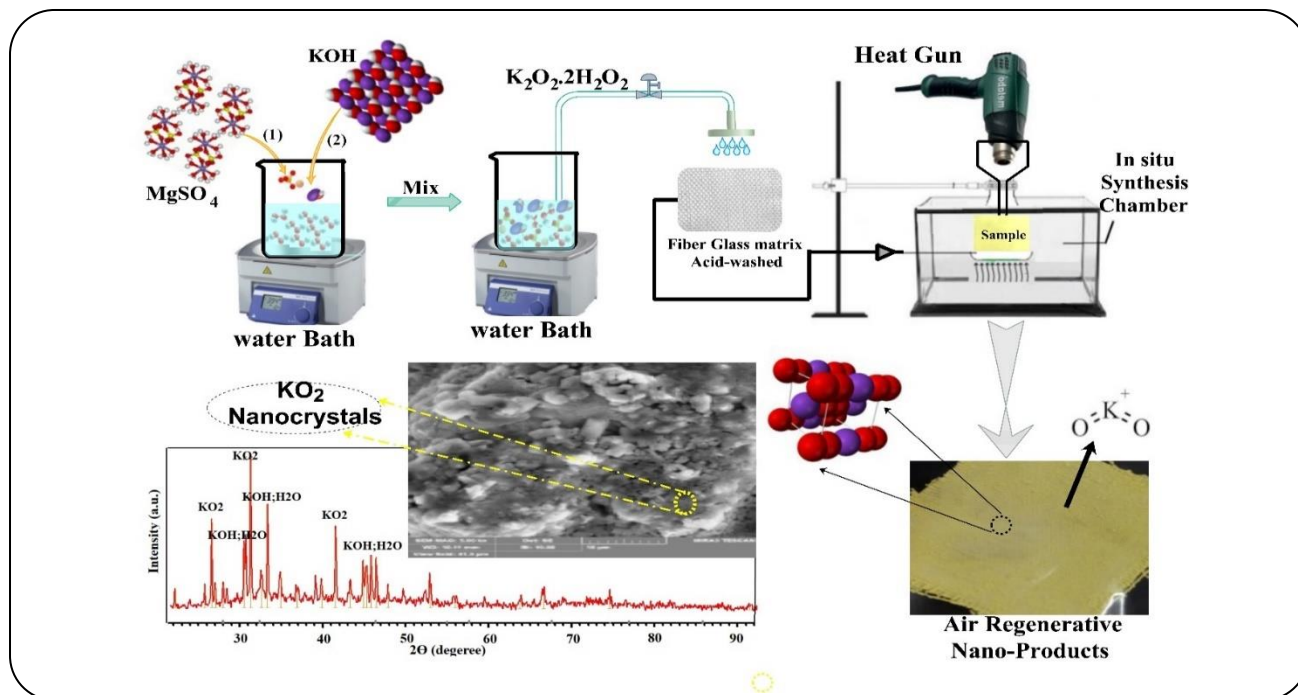 KOH
K₂O₂.2H₂O₂
Heat Gun
(1)
(2)
MgSO₄
Mix
In situ
Synthesis
Chamber
Sample
Fiber Glass matrix
Acid-washed
water Bath
water Bath
KO₂
Nanocrystals
K⁺
O
O
KO2
KOH;H2O
KO2
KO2
KOH;H2O
KOH;H2O
Intensity (a.u.)
30
40
50
60
70
80
90
2Θ (degeree)
Air Regenerative
Nano-Products